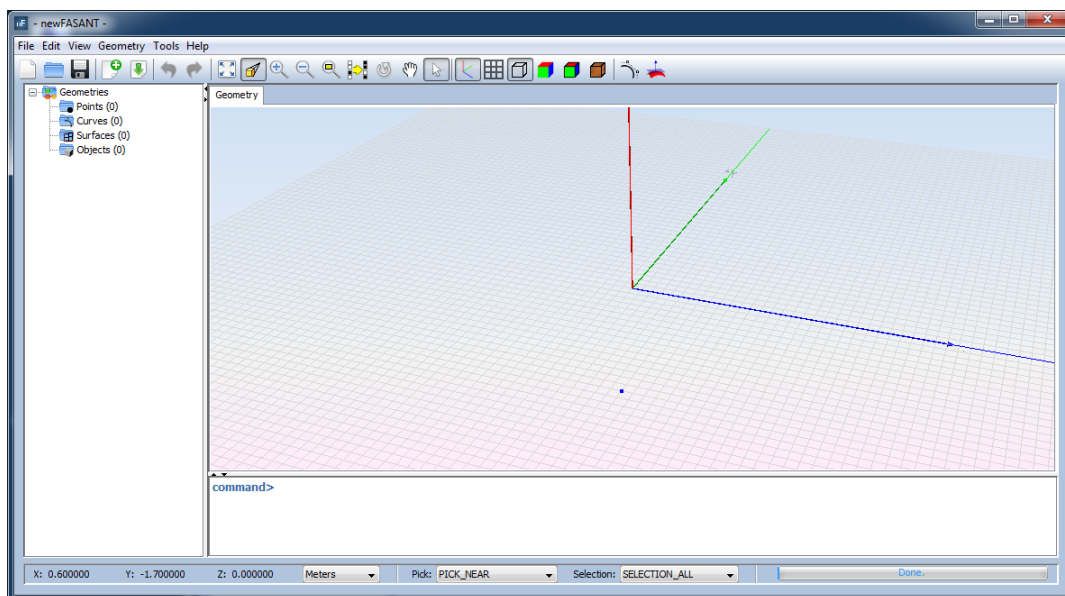 nF - newFASANT -
File Edit View Geometry Tools Help
Geometries
Points (0)
Curves (0)
Surfaces (0)
Objects (0)
Geometry
command>
X: 0.600000 Y: -1.700000 Z: 0.000000 Meters Pick: PICK_NEAR Selection: SELECTION_ALL Done.